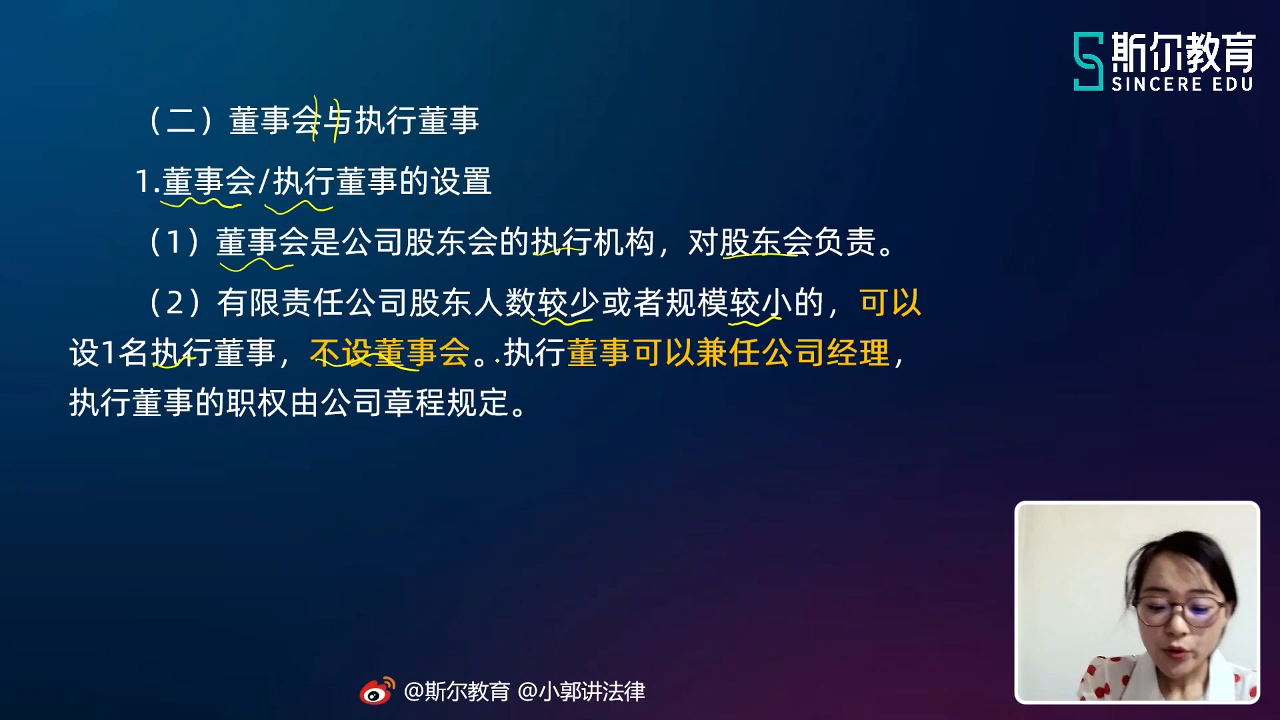 斯尔教育
SINCERE EDU
（二）董事会与执行董事
1.董事会/执行董事的设置
（1）董事会是公司股东会的执行机构，对股东会负责。
（2）有限责任公司股东人数较少或者规模较小的，可以
设1名执行董事，不设董事会。执行董事可以兼任公司经理，
执行董事的职权由公司章程规定。
@斯尔教育 @小郭讲法律